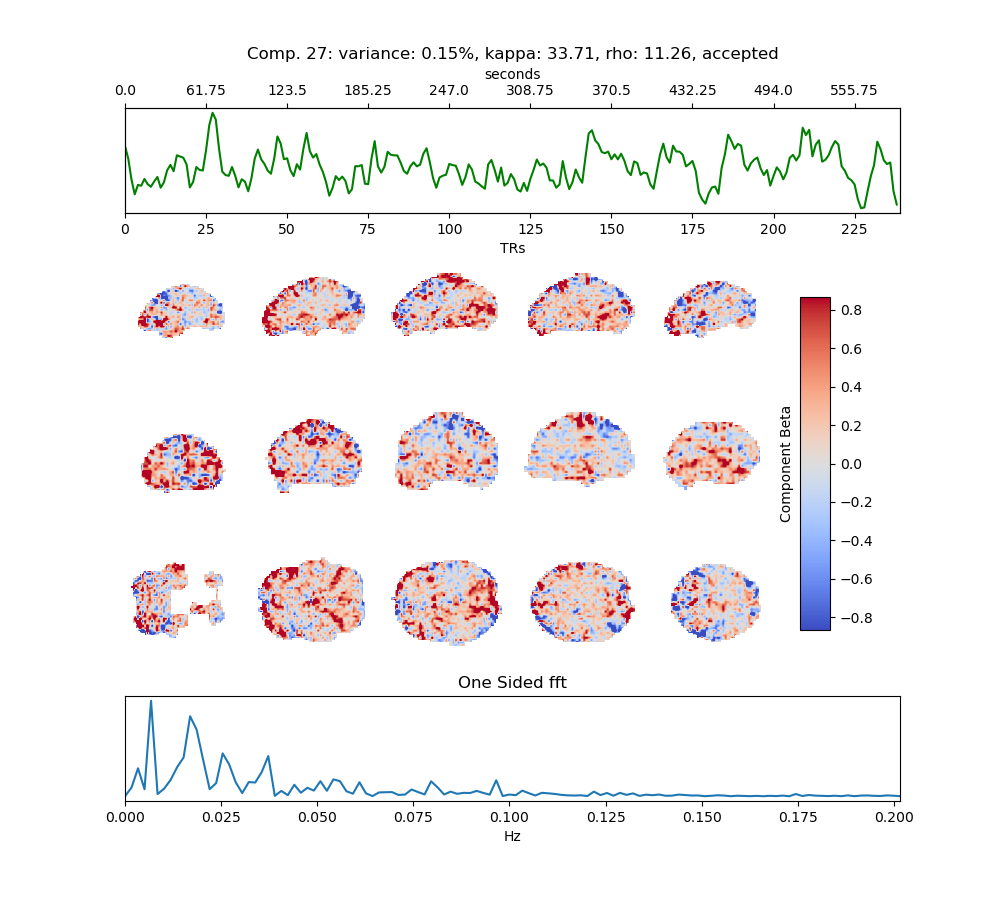 Comp. 27: variance: 0.15%, kappa: 33.71, rho: 11.26, accepted
seconds
0.0 61.75 123.5 185.25 247.0 308.75 370.5 432.25 494.0 555.75
0 25 50 75 100 125 150 175 200 225
TRs
0.8
0.6
0.4
0.2
0.0
−0.2
−0.4
−0.6
−0.8
Component Beta
One Sided fft
0.000 0.025 0.050 0.075 0.100 0.125 0.150 0.175 0.200
Hz